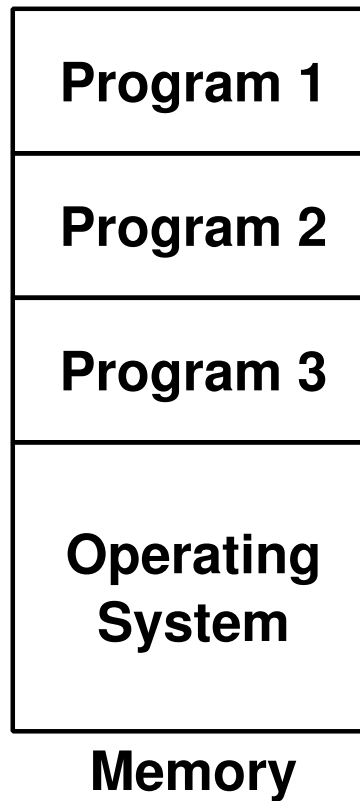 Program 1
Program 2
Program 3
Operating
System
Memory